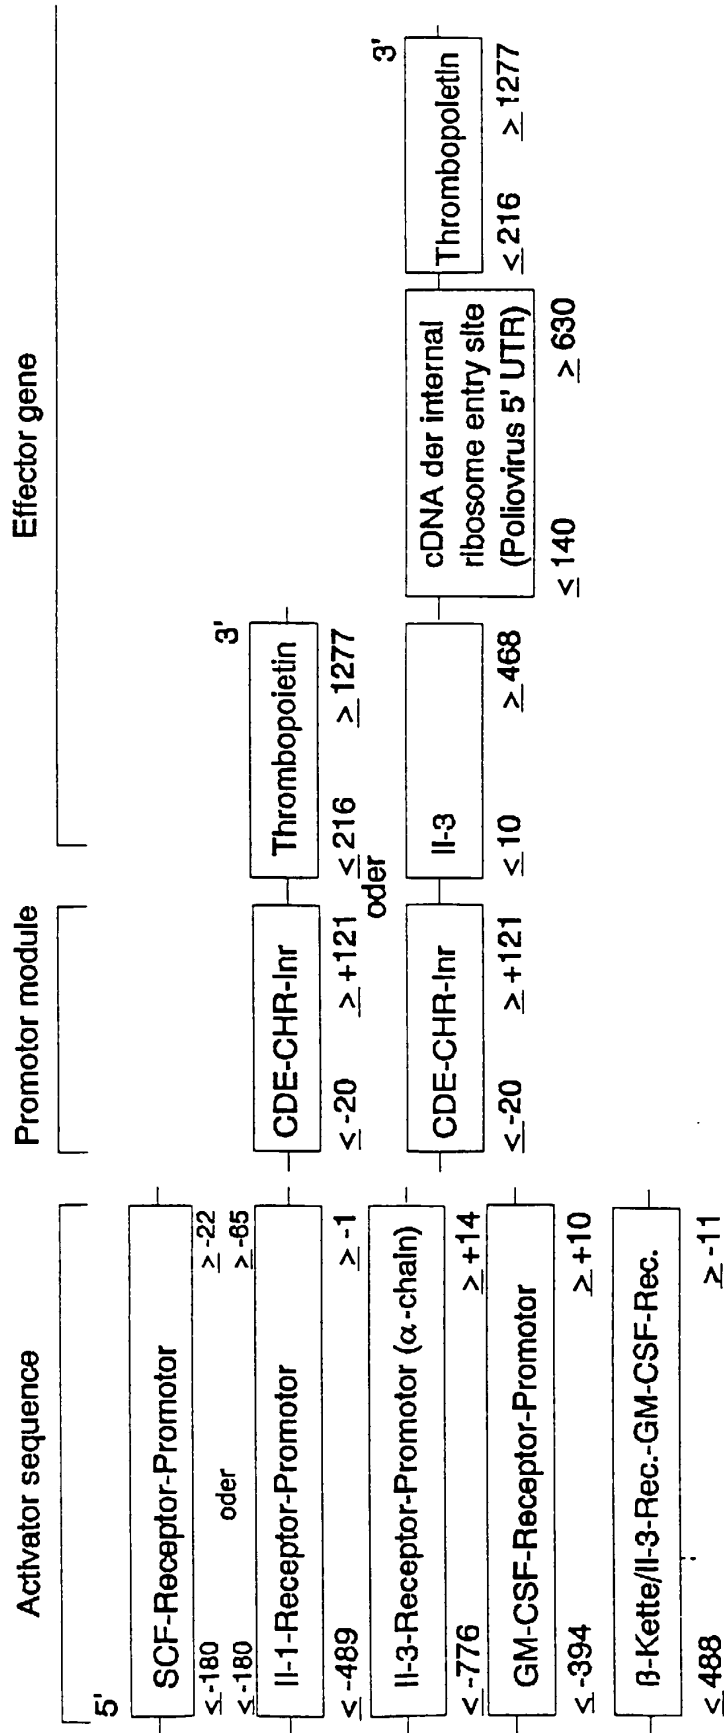 Activator sequence
Promotor module
Effector gene
5'
SCF-Receptor-Promotor
≤ -180 ≥ -22
oder
≤ -180 ≥ -65
Il-1-Receptor-Promotor
≤ -489 ≥ -1
Il-3-Receptor-Promotor (α-chain)
≤ -776 ≥ +14
GM-CSF-Receptor-Promotor
≤ -394 ≥ +10
β-Kette/Il-3-Rec.-GM-CSF-Rec.
≤ 488 ≥ -11
CDE-CHR-Inr
≤ -20 ≥ +121
Thrombopoietin
3'
≤ 216 ≥ 1277
oder
CDE-CHR-Inr
≤ -20 ≥ +121
Il-3
≤ 10 ≥ 468
cDNA der internal
ribosome entry site
(Poliovirus 5' UTR)
≤ 140 ≥ 630
Thrombopoietin
3'
≤ 216 ≥ 1277